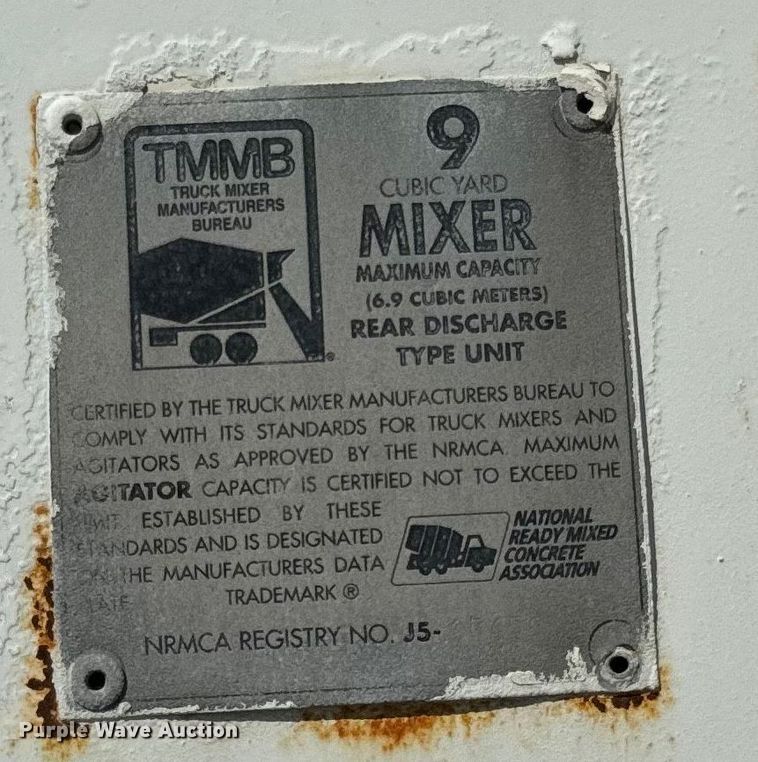 TMMB
TRUCK MIXER
MANUFACTURERS
BUREAU
®
9
CUBIC YARD
MIXER
MAXIMUM CAPACITY
(6.9 CUBIC METERS)
REAR DISCHARGE
TYPE UNIT
CERTIFIED BY THE TRUCK MIXER MANUFACTURERS BUREAU TO
COMPLY WITH ITS STANDARDS FOR TRUCK MIXERS AND
AGITATORS AS APPROVED BY THE NRMCA. MAXIMUM
AGITATOR CAPACITY IS CERTIFIED NOT TO EXCEED THE
LIMIT ESTABLISHED BY THESE
STANDARDS AND IS DESIGNATED
ON THE MANUFACTURERS DATA
PLATE. TRADEMARK ®
NATIONAL
READY MIXED
CONCRETE
ASSOCIATION
NRMCA REGISTRY NO. J5-
Purple Wave Auction